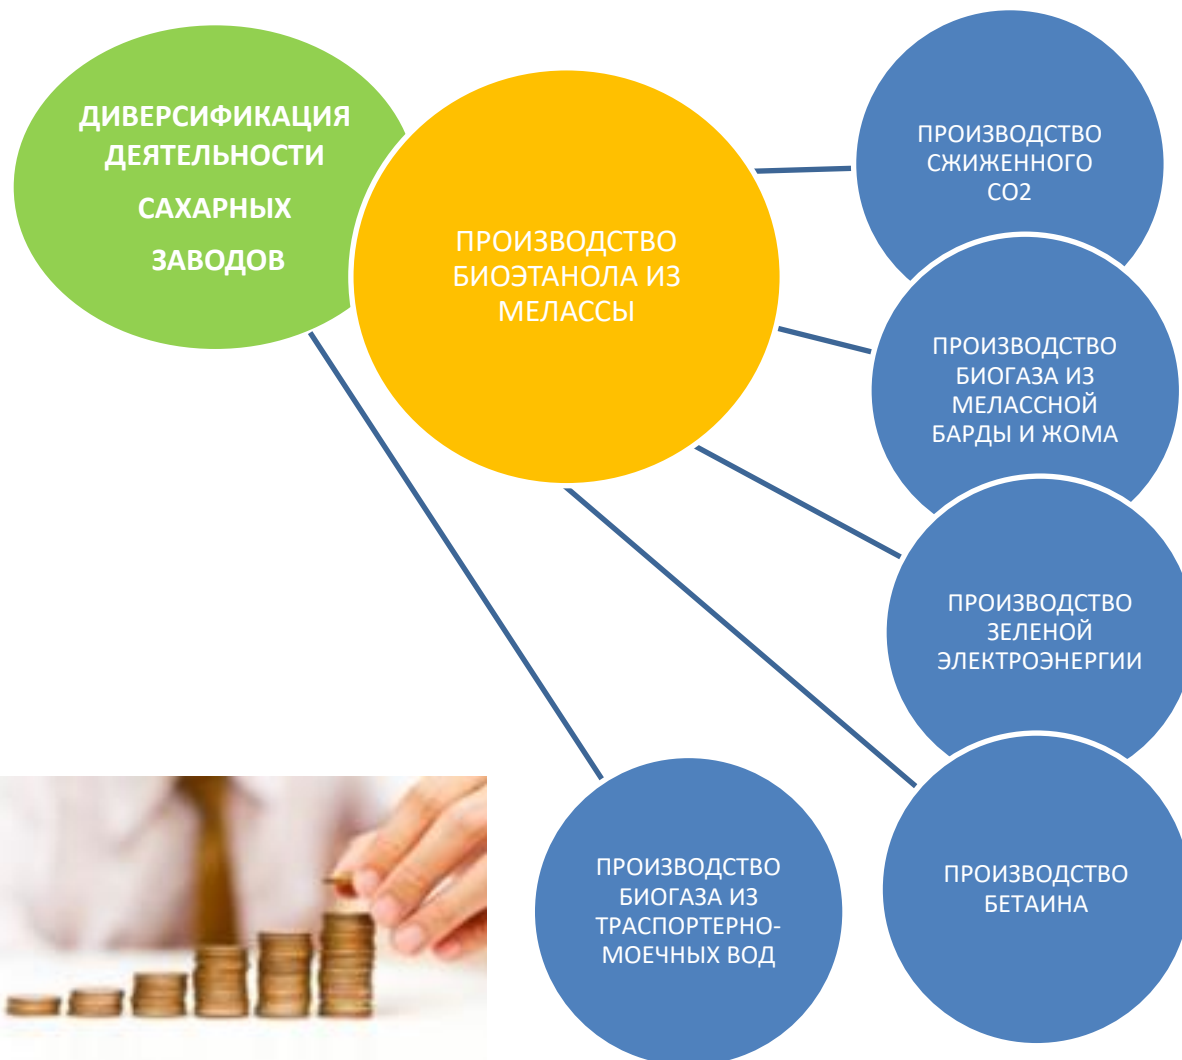 ДИВЕРСИФИКАЦИЯ
ДЕЯТЕЛЬНОСТИ
САХАРНЫХ
ЗАВОДОВ
ПРОИЗВОДСТВО
БИОЭТАНОЛА ИЗ
МЕЛАССЫ
ПРОИЗВОДСТВО
СЖИЖЕННОГО
СО2
ПРОИЗВОДСТВО
БИОГАЗА ИЗ
МЕЛАССНОЙ
БАРДЫ И ЖОМА
ПРОИЗВОДСТВО
ЗЕЛЕНОЙ
ЭЛЕКТРОЭНЕРГИИ
ПРОИЗВОДСТВО
БЕТАИНА
ПРОИЗВОДСТВО
БИОГАЗА ИЗ
ТРАСПОРТЕРНО-
МОЕЧНЫХ ВОД